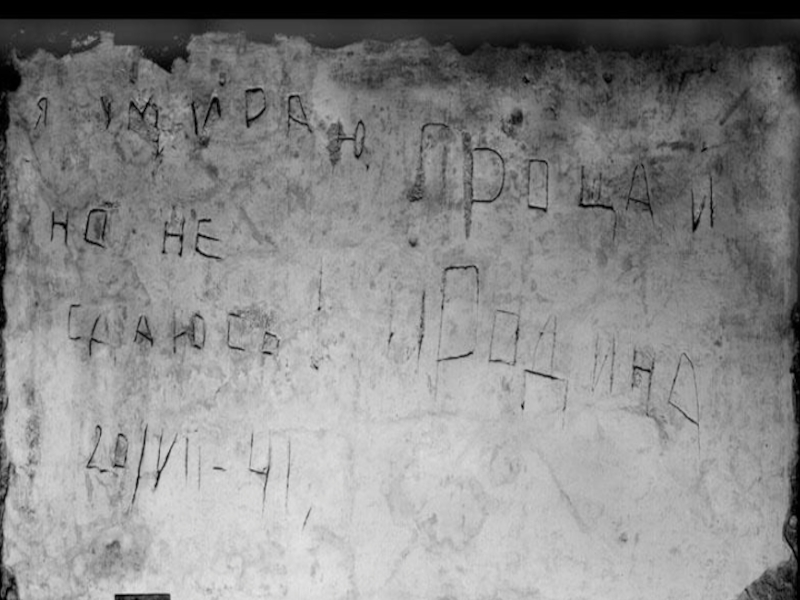 Я УМИРАЮ,
НО НЕ
СДАЮСЬ!
ПРОЩАЙ
РОДИНА
20/VII-41,